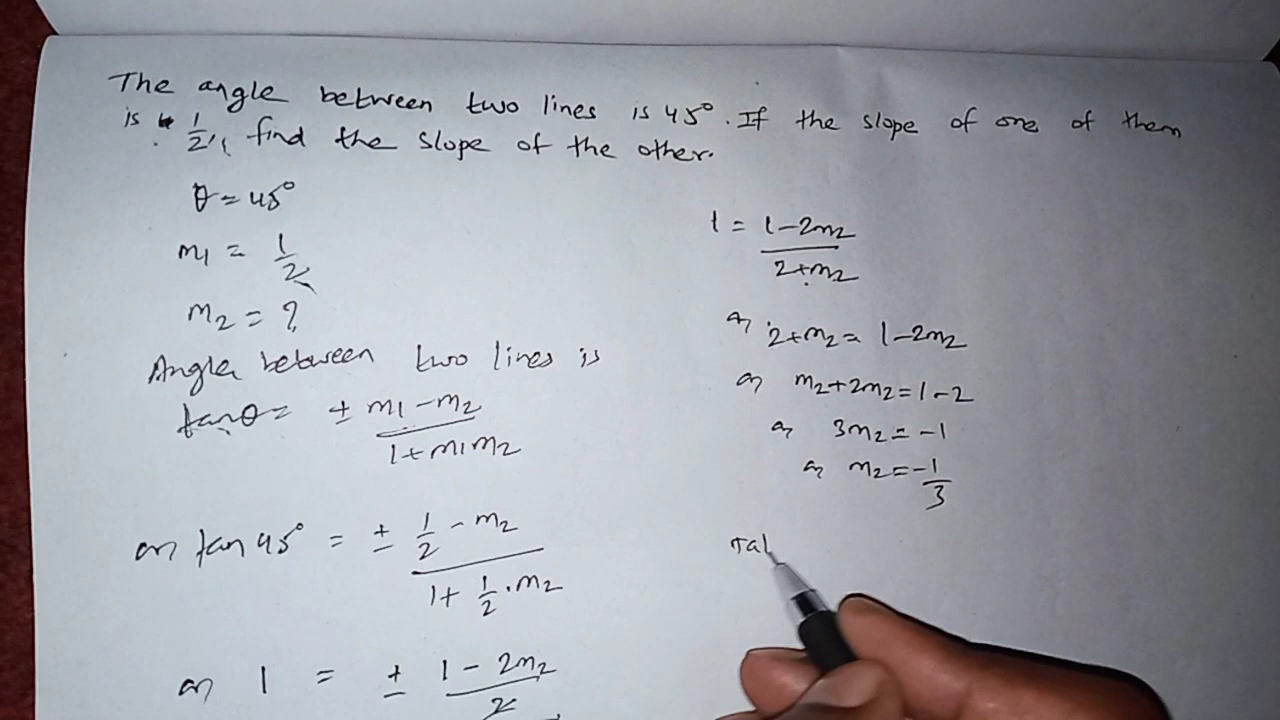 The angle between two lines is 45°. If the slope of one of them
is 1/2, find the slope of the other.
θ = 45°
m1 = 1/2
m2 = ?
Angle between two lines is
tanθ = ± m1 - m2 / 1 + m1m2
or tan 45° = ± 1/2 - m2 / 1 + 1/2 . m2
or 1 = ± 1 - 2m2 / 2
1 = 1 - 2m2 / 2 + m2
or 2 + m2 = 1 - 2m2
or m2 + 2m2 = 1 - 2
or 3m2 = -1
or m2 = -1/3
Tak